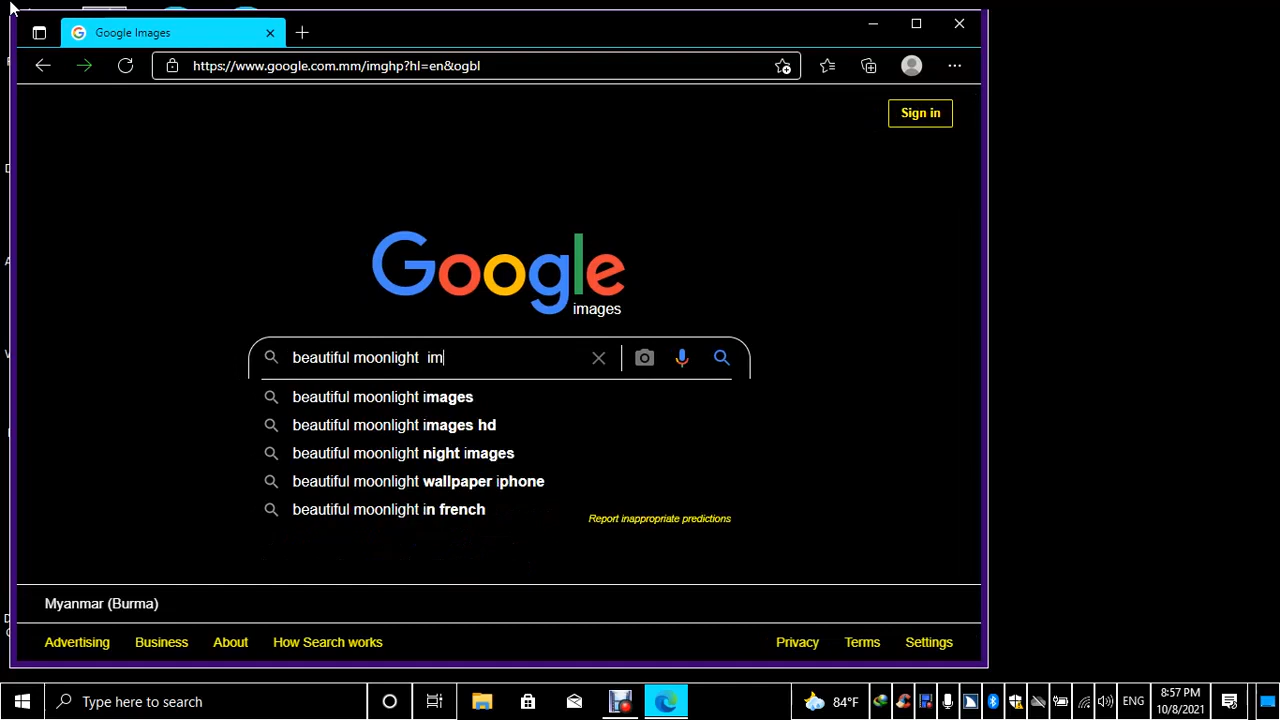 Google Images
https://www.google.com.mm/imghp?hl=en&ogbl
Sign in
Google
images
beautiful moonlight  im
beautiful moonlight images
beautiful moonlight images hd
beautiful moonlight night images
beautiful moonlight wallpaper iphone
beautiful moonlight in french
Report inappropriate predictions
Myanmar (Burma)
Advertising Business About How Search works Privacy Terms Settings
Type here to search
84°F
ENG
8:57 PM
10/8/2021